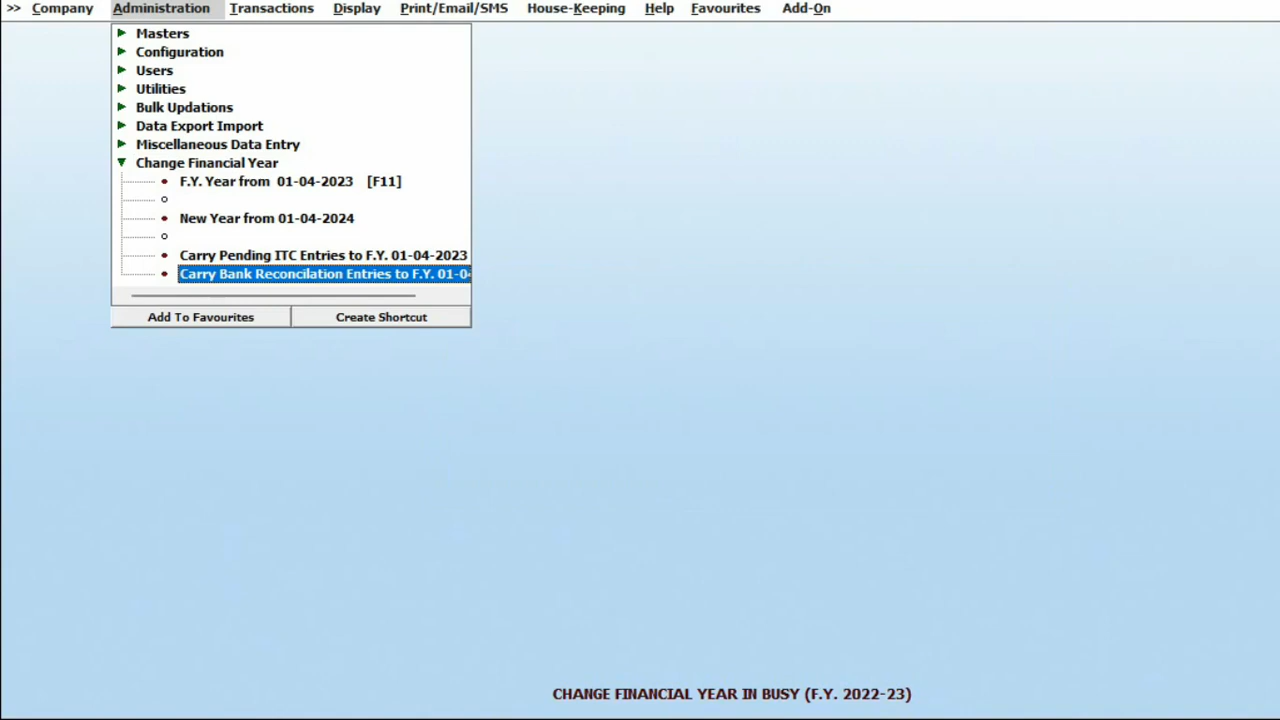 >> Company Administration Transactions Display Print/Email/SMS House-Keeping Help Favourites Add-On
Masters
Configuration
Users
Utilities
Bulk Updations
Data Export Import
Miscellaneous Data Entry
Change Financial Year
F.Y. Year from 01-04-2023 [F11]
New Year from 01-04-2024
Carry Pending ITC Entries to F.Y. 01-04-2023
Carry Bank Reconcilation Entries to F.Y. 01-0
Add To Favourites Create Shortcut
CHANGE FINANCIAL YEAR IN BUSY (F.Y. 2022-23)